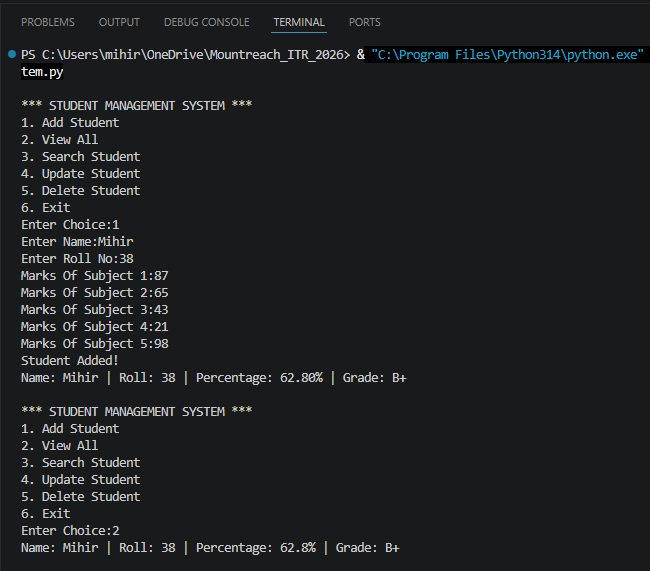 PROBLEMS OUTPUT DEBUG CONSOLE TERMINAL PORTS
PS C:\Users\mihir\OneDrive\Mountreach_ITR_2026> & "C:\Program Files\Python314\python.exe"
tem.py
*** STUDENT MANAGEMENT SYSTEM ***
1. Add Student
2. View All
3. Search Student
4. Update Student
5. Delete Student
6. Exit
Enter Choice:1
Enter Name:Mihir
Enter Roll No:38
Marks Of Subject 1:87
Marks Of Subject 2:65
Marks Of Subject 3:43
Marks Of Subject 4:21
Marks Of Subject 5:98
Student Added!
Name: Mihir | Roll: 38 | Percentage: 62.80% | Grade: B+
*** STUDENT MANAGEMENT SYSTEM ***
1. Add Student
2. View All
3. Search Student
4. Update Student
5. Delete Student
6. Exit
Enter Choice:2
Name: Mihir | Roll: 38 | Percentage: 62.8% | Grade: B+